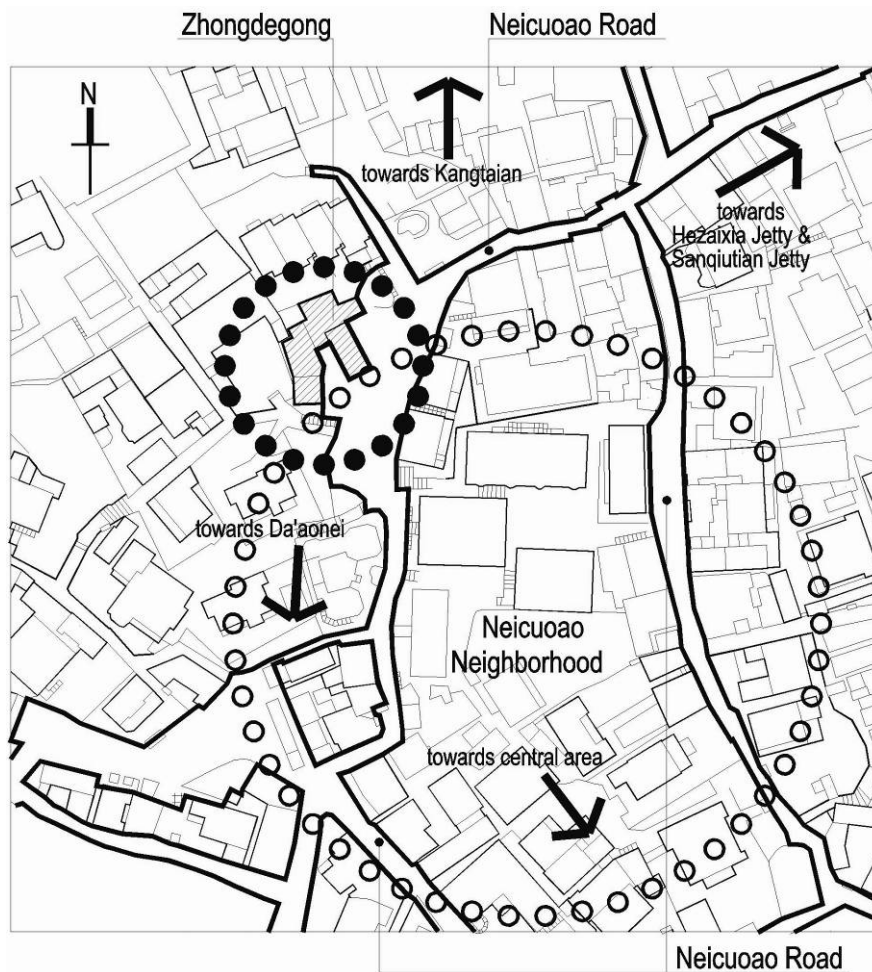 Zhongdegong
Neicuoao Road
N
towards Kangtaian
towards
Hezaixia Jetty &
Sanqiutian Jetty
towards Da'aonei
Neicuoao
Neighborhood
towards central area
Neicuoao Road